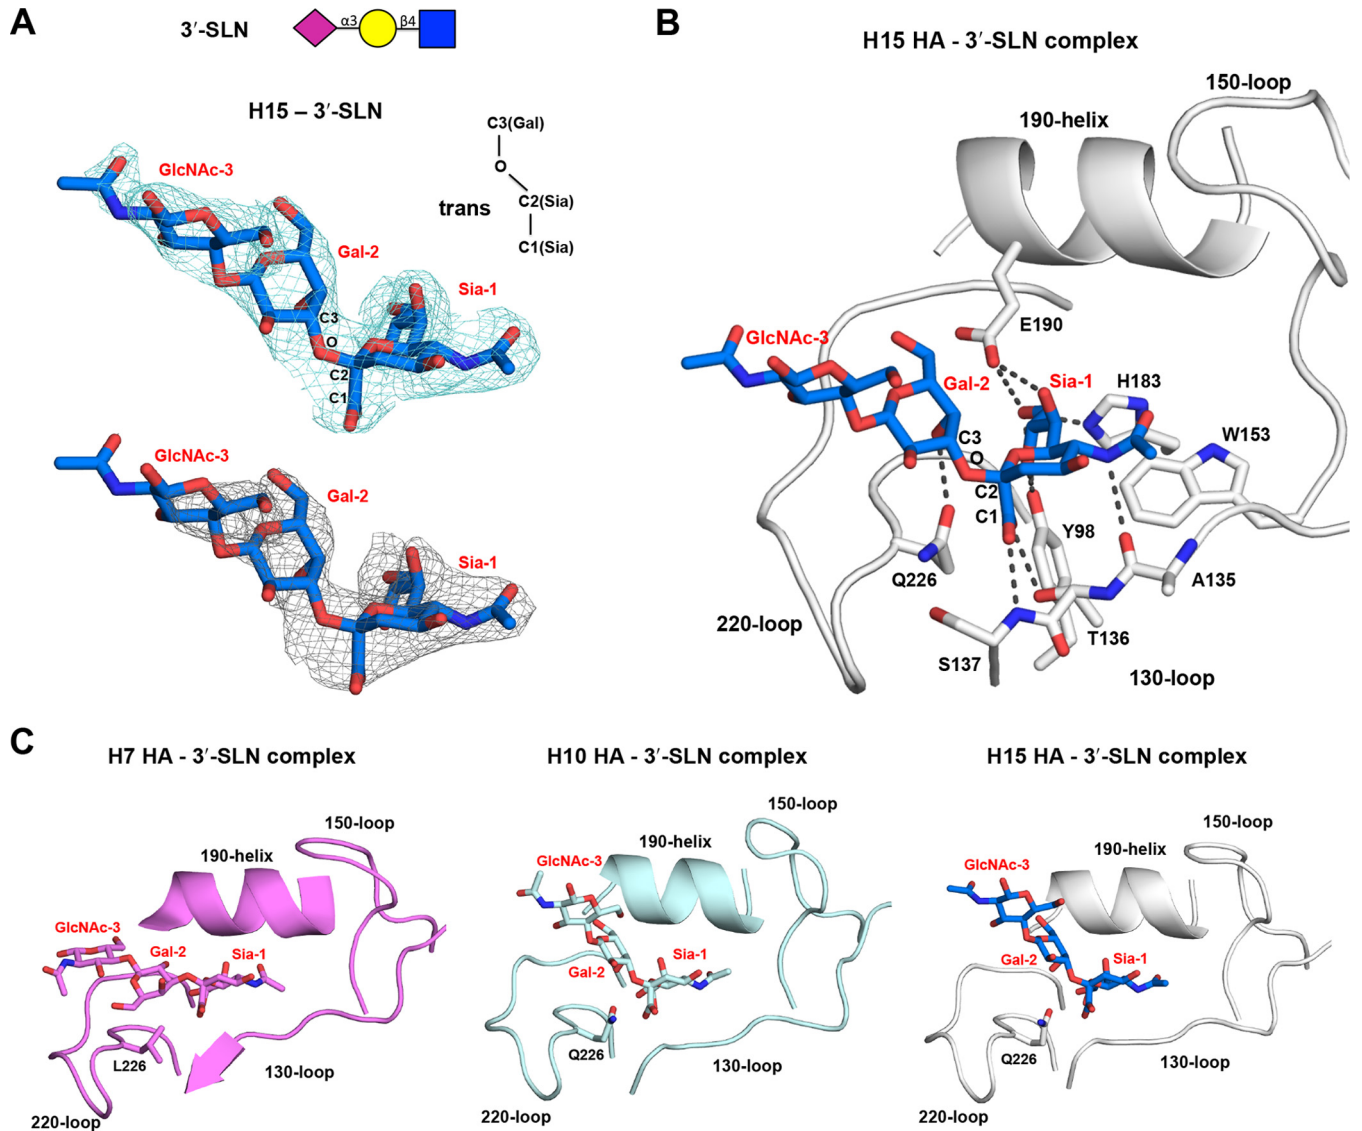 A
3′-SLN
α3
β4
H15 – 3′-SLN
GlcNAc-3
Gal-2
Sia-1
C3
O
C2
C1
C3(Gal)
O
C2(Sia)
C1(Sia)
trans
GlcNAc-3
Gal-2
Sia-1
B
H15 HA - 3′-SLN complex
150-loop
190-helix
E190
GlcNAc-3
Gal-2
Sia-1
H183
W153
C3
O
C2
C1
Y98
Q226
A135
T136
S137
220-loop
130-loop
C
H7 HA - 3′-SLN complex
150-loop
190-helix
GlcNAc-3
Gal-2
Sia-1
L226
130-loop
220-loop
H10 HA - 3′-SLN complex
150-loop
190-helix
GlcNAc-3
Gal-2
Sia-1
Q226
130-loop
220-loop
H15 HA - 3′-SLN complex
150-loop
190-helix
GlcNAc-3
Gal-2
Sia-1
Q226
130-loop
220-loop